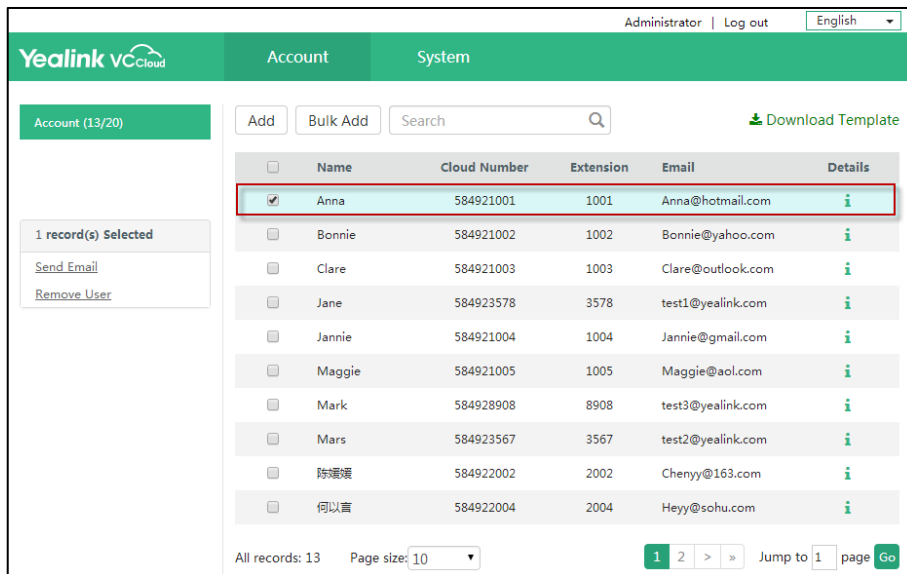 Administrator | Log out English
Yealink VCCloud Account System
Account (13/20)
Add Bulk Add Search Download Template
Name Cloud Number Extension Email Details
Anna 584921001 1001 Anna@hotmail.com
1 record(s) Selected
Bonnie 584921002 1002 Bonnie@yahoo.com
Send Email
Clare 584921003 1003 Clare@outlook.com
Remove User
Jane 584923578 3578 test1@yealink.com
Jannie 584921004 1004 Jannie@gmail.com
Maggie 584921005 1005 Maggie@aol.com
Mark 584928908 8908 test3@yealink.com
Mars 584923567 3567 test2@yealink.com
陈媛媛 584922002 2002 Chenyy@163.com
何以言 584922004 2004 Heyy@sohu.com
All records: 13 Page size: 10 1 2 > » Jump to 1 page Go